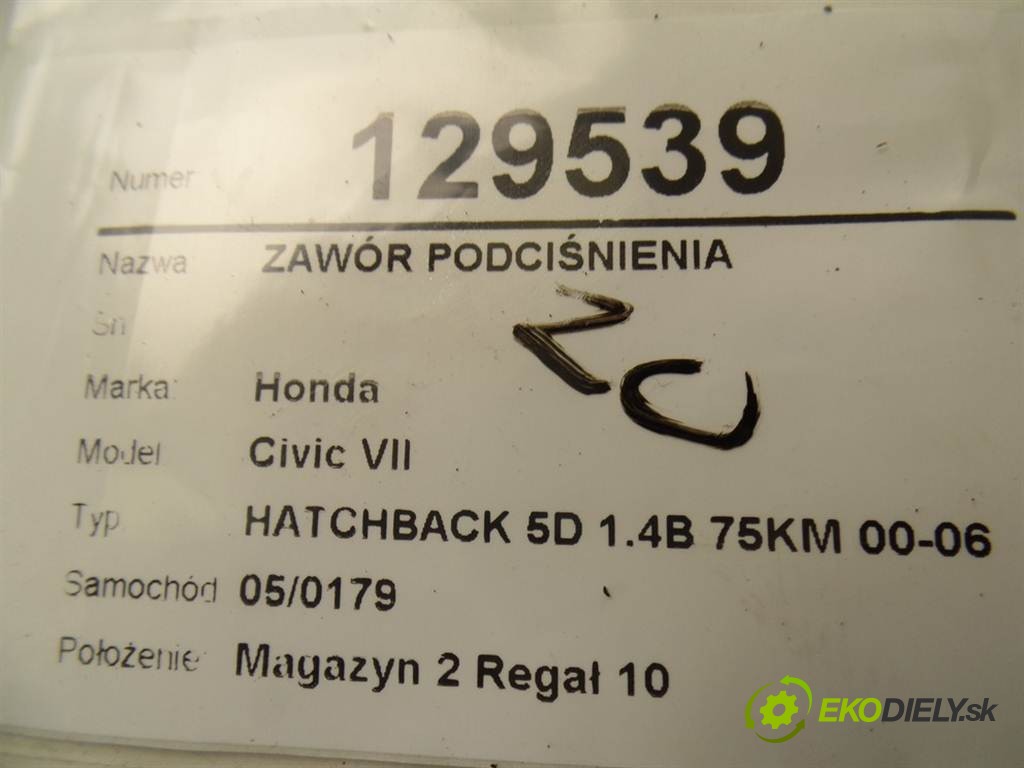 Numer 129539
Nazwa ZAWÓR PODCIŚNIENIA
Sn
Marka: Honda
Model Civic VII
Typ HATCHBACK 5D 1.4B 75KM 00-06
Samochód 05/0179
Położenie: Magazyn 2 Regał 10
EKODIELY.sk